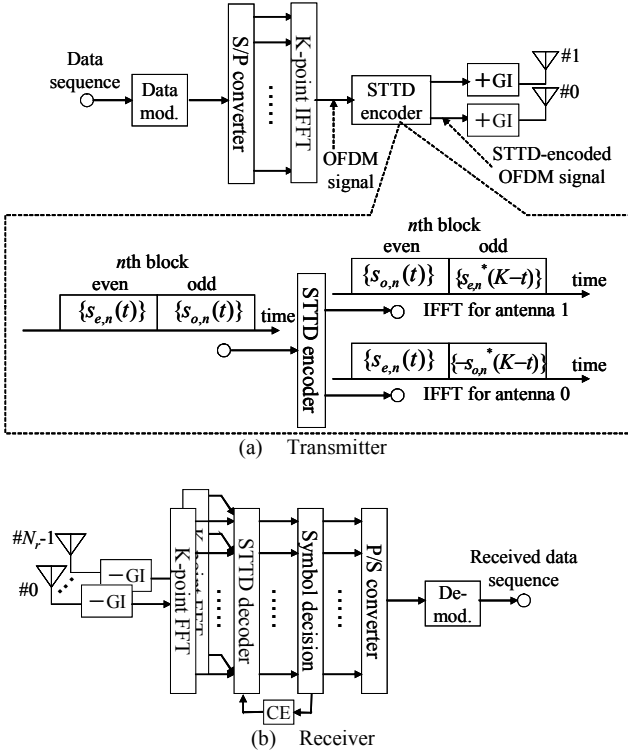 Data
sequence
Data
mod.
S/P converter
K-point IFFT
OFDM
signal
STTD
encoder
+GI
#1
+GI
#0
STTD-encoded
OFDM signal
nth block
even odd
{s_{e,n}(t)} {s_{o,n}(t)}
time
STTD encoder
nth block
even odd
{s_{o,n}(t)} {s_{e,n}^*(K-t)}
time
IFFT for antenna 1
{s_{e,n}(t)} {-s_{o,n}^*(K-t)}
time
IFFT for antenna 0
(a) Transmitter
#N_r-1
#0
-GI
-GI
K-point FFT
K-point FFT
STTD decoder
Symbol decision
P/S converter
CE
De-
mod.
Received data
sequence
(b) Receiver